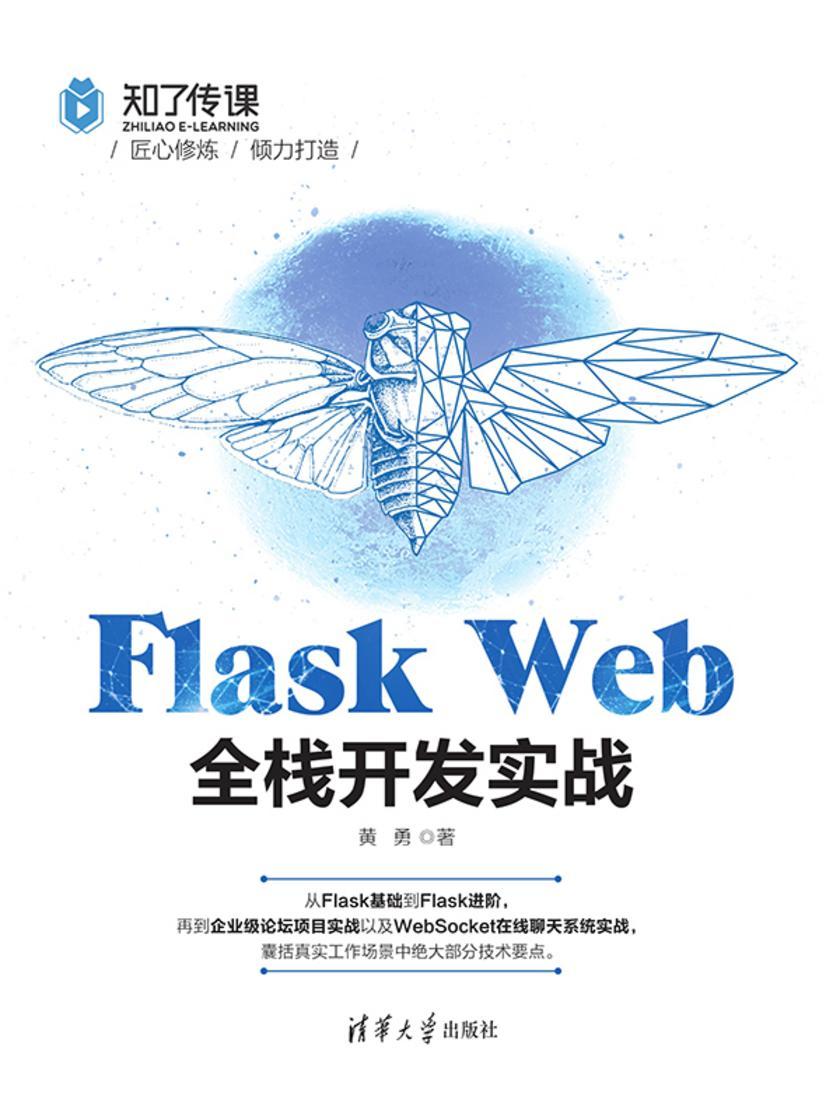 知了传课
ZHILIAO E-LEARNING
/ 匠心修炼 / 倾力打造 /
Flask Web
全栈开发实战
黄 勇 ◎著
从Flask基础到Flask进阶，
再到企业级论坛项目实战以及WebSocket在线聊天系统实战，
囊括真实工作场景中绝大部分技术要点。
清华大学出版社